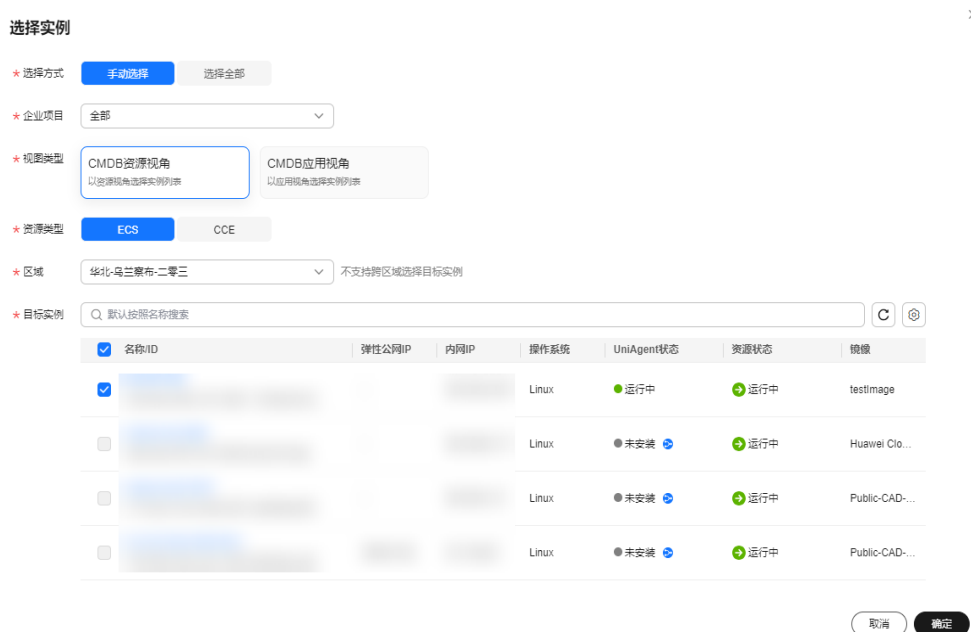 选择实例
* 选择方式 手动选择 选择全部
* 企业项目 全部
* 视图类型 CMDB资源视角 CMDB应用视角
以资源视角选择实例列表 以应用视角选择实例列表
* 资源类型 ECS CCE
* 区域 华北-乌兰察布-二零三 不支持跨区域选择目标实例
* 目标实例 默认按照名称搜索
名称/ID 弹性公网IP 内网IP 操作系统 UniAgent状态 资源状态 镜像
Linux 运行中 运行中 testImage
Linux 未安装 运行中 Huawei Clo...
Linux 未安装 运行中 Public-CAD-...
Linux 未安装 运行中 Public-CAD-...
取消 确定